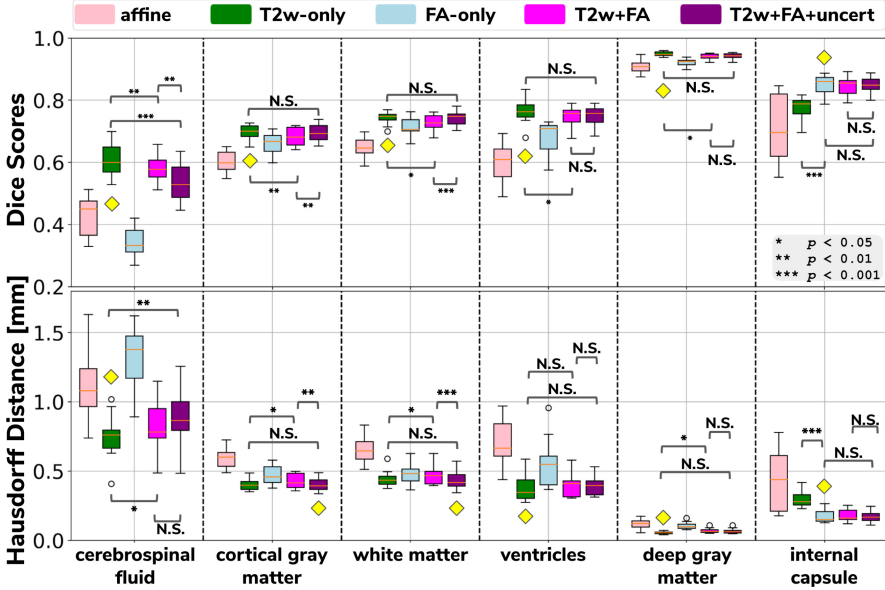 affine T2w-only FA-only T2w+FA T2w+FA+uncert
Dice Scores
1.0
0.8
0.6
0.4
0.2
** 
**
***
N.S.
**
**
N.S.
*
***
N.S.
N.S.
*
N.S.
*
N.S.
N.S.
N.S.
***
* p < 0.05
** p < 0.01
*** p < 0.001
Hausdorff Distance [mm]
1.5
1.0
0.5
0.0
**
*
N.S.
**
*
N.S.
***
*
N.S.
N.S.
N.S.
N.S.
N.S.
*
N.S.
***
N.S.
N.S.
cerebrospinal fluid
cortical gray matter
white matter
ventricles
deep gray matter
internal capsule